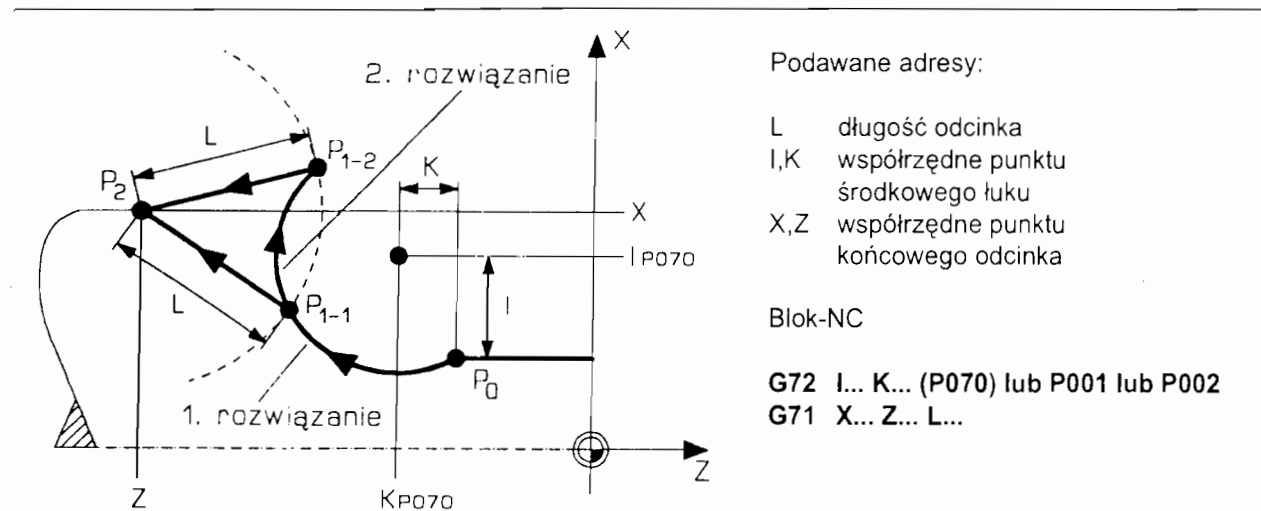 X
2. rozwiązanie
L
P1-2
K
P2
X
I P070
L
P1-1
I
P0
1. rozwiązanie
Z
Z
KP070
Podawane adresy:
L długość odcinka
I,K współrzędne punktu
środkowego łuku
X,Z współrzędne punktu
końcowego odcinka
Blok-NC
G72 I... K... (P070) lub P001 lub P002
G71 X... Z... L...